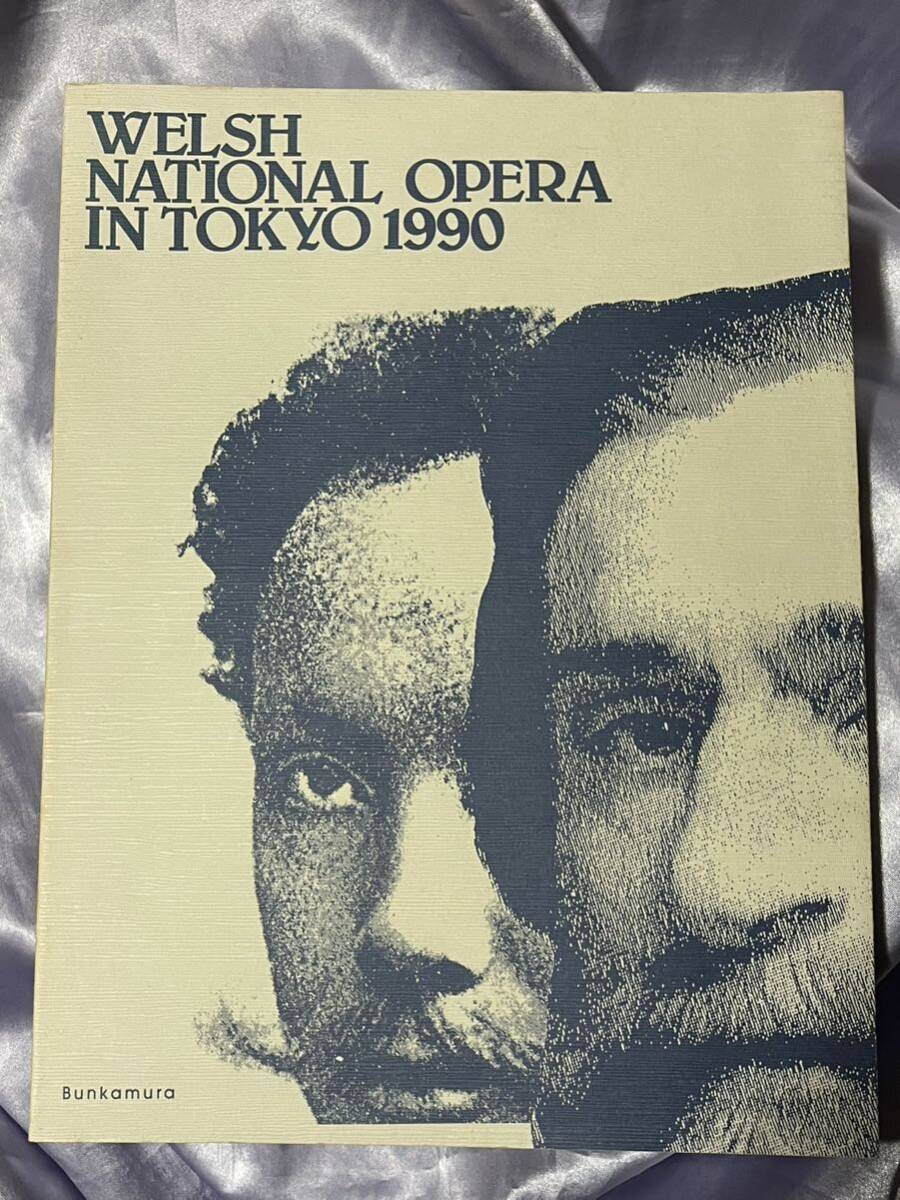 WELSH
NATIONAL OPERA
IN TOKYO 1990
Bunkamura